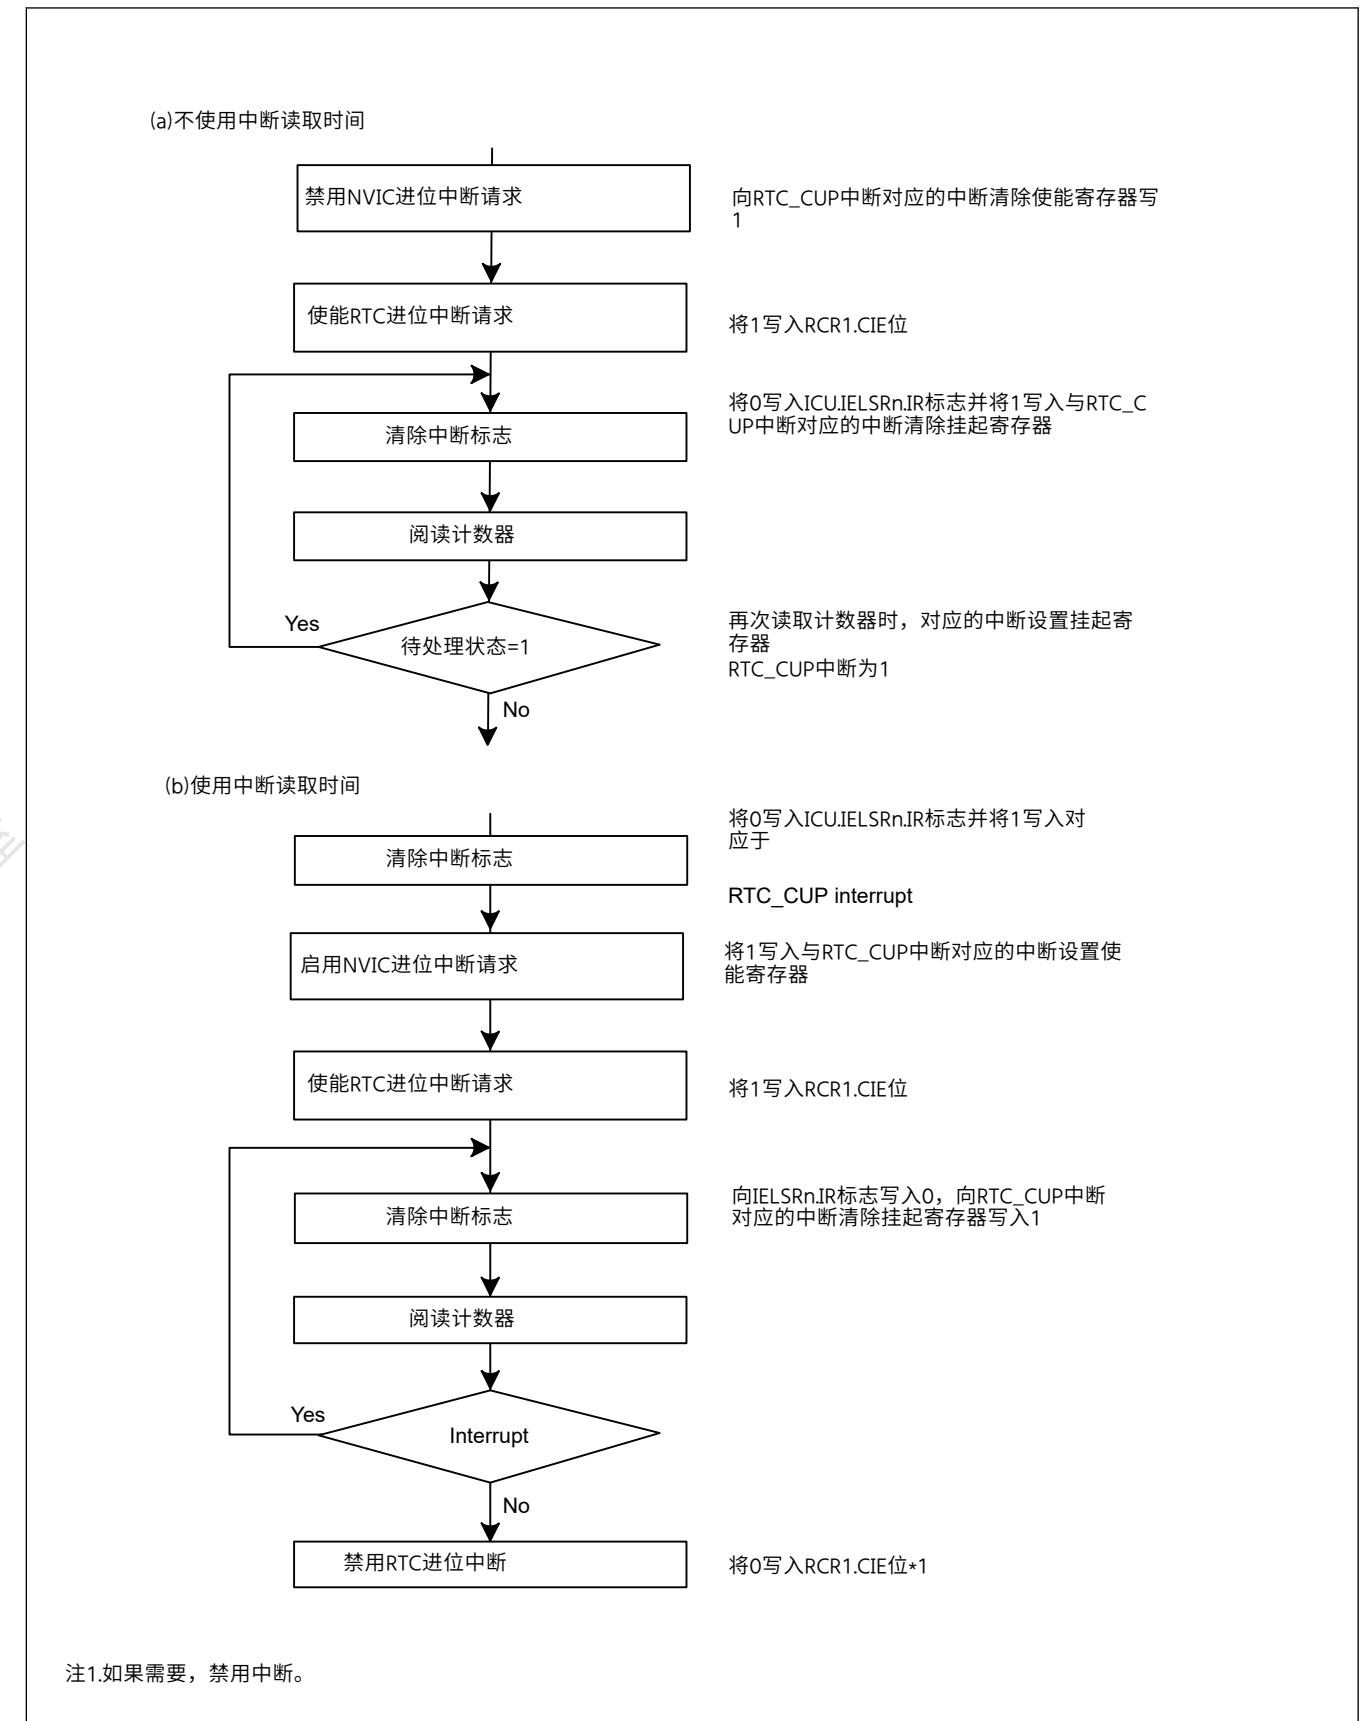 (a)不使用中断读取时间
禁用NVIC进位中断请求
向RTC_CUP中断对应的中断清除使能寄存器写
1
使能RTC进位中断请求
将1写入RCR1.CIE位
将0写入ICU.IELSRn.IR标志并将1写入与RTC_C
UP中断对应的中断清除挂起寄存器
清除中断标志
阅读计数器
Yes
待处理状态=1
再次读取计数器时，对应的中断设置挂起寄
存器
RTC_CUP中断为1
No
(b)使用中断读取时间
将0写入ICU.IELSRn.IR标志并将1写入对
应于
清除中断标志
RTC_CUP interrupt
启用NVIC进位中断请求
将1写入与RTC_CUP中断对应的中断设置使
能寄存器
使能RTC进位中断请求
将1写入RCR1.CIE位
清除中断标志
向IELSRn.IR标志写入0，向RTC_CUP中断
对应的中断清除挂起寄存器写入1
阅读计数器
Yes
Interrupt
No
禁用RTC进位中断
将0写入RCR1.CIE位*1
注1.如果需要，禁用中断。